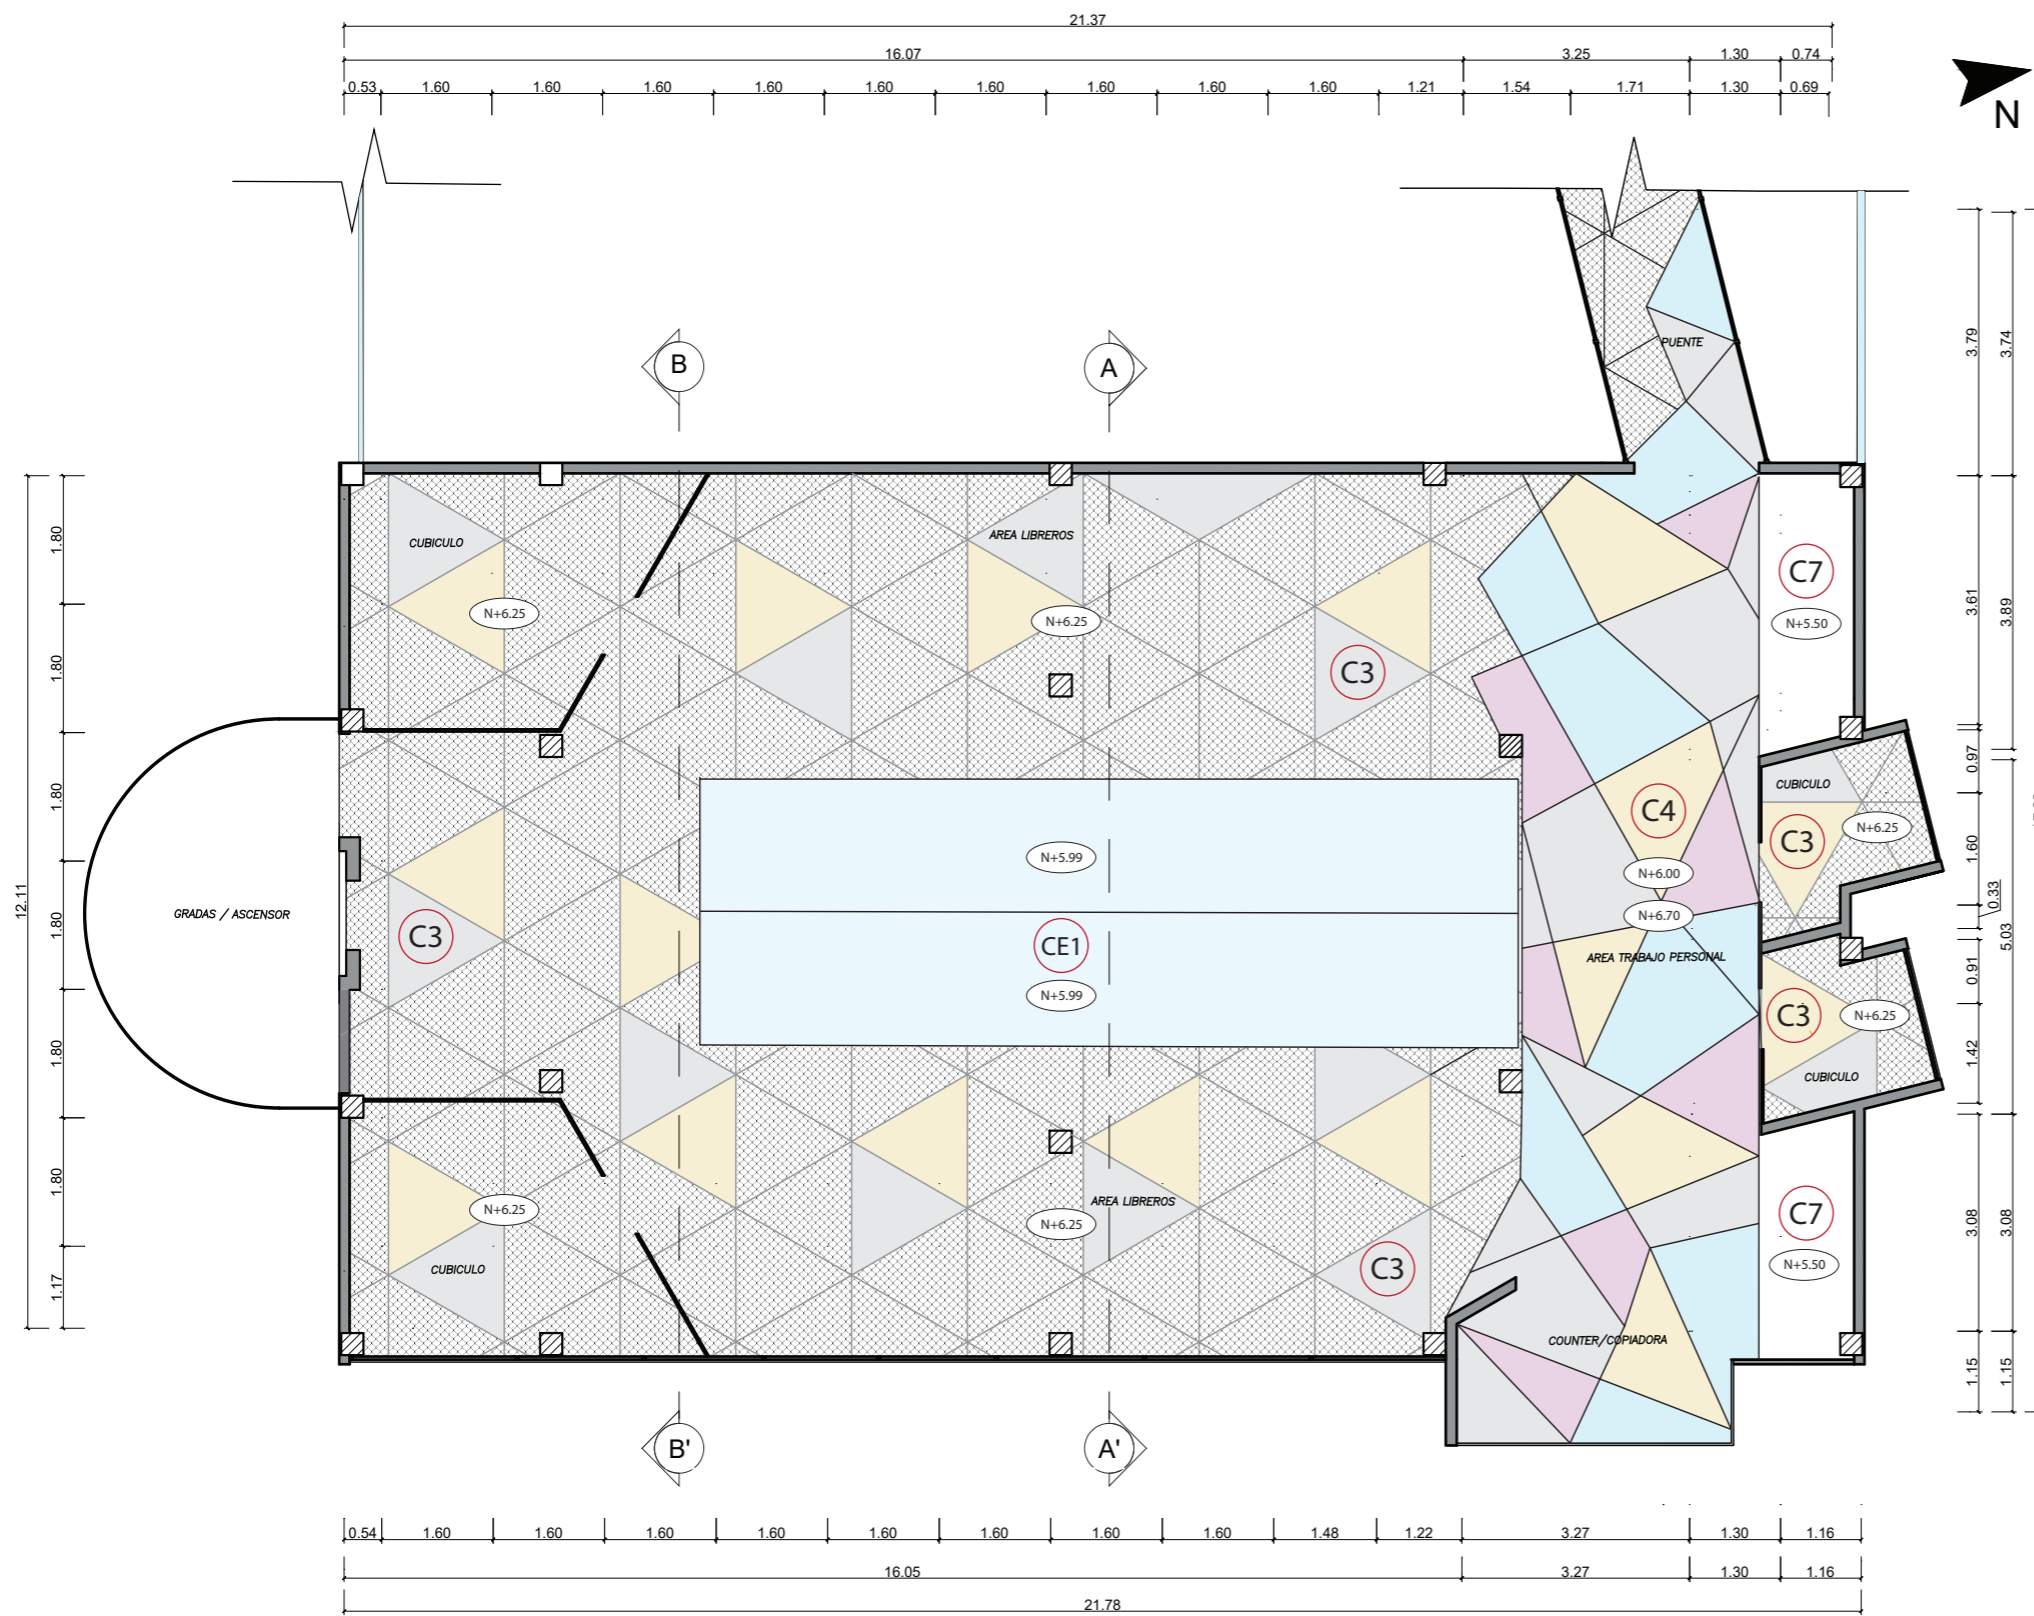 21.37
16.07 3.25 1.30 0.74
0.53 1.60 1.60 1.60 1.60 1.60 1.60 1.60 1.60 1.60 1.21 1.54 1.71 1.30 0.69
N
PUENTE
3.79 3.74
B A
CUBICULO
AREA LIBREROS
N+6.25
N+6.25
C3
C7
N+5.50
1.80
1.80
1.80
1.80
1.80
1.80
1.17
12.11
3.61 3.89
0.97
1.60
0.33
5.03
0.91
1.42
3.08 3.08
1.15 1.15
CUBICULO
C3
N+6.25
C4
N+6.00
N+6.70
AREA TRABAJO PERSONAL
N+5.99
CE1
N+5.99
GRADAS / ASCENSOR
C3
C3
N+6.25
CUBICULO
N+6.25
CUBICULO
AREA LIBREROS
N+6.25
C3
C7
N+5.50
COUNTER/COPIADORA
B' A'
0.54 1.60 1.60 1.60 1.60 1.60 1.60 1.60 1.60 1.48 1.22 3.27 1.30 1.16
16.05 3.27 1.30 1.16
21.78